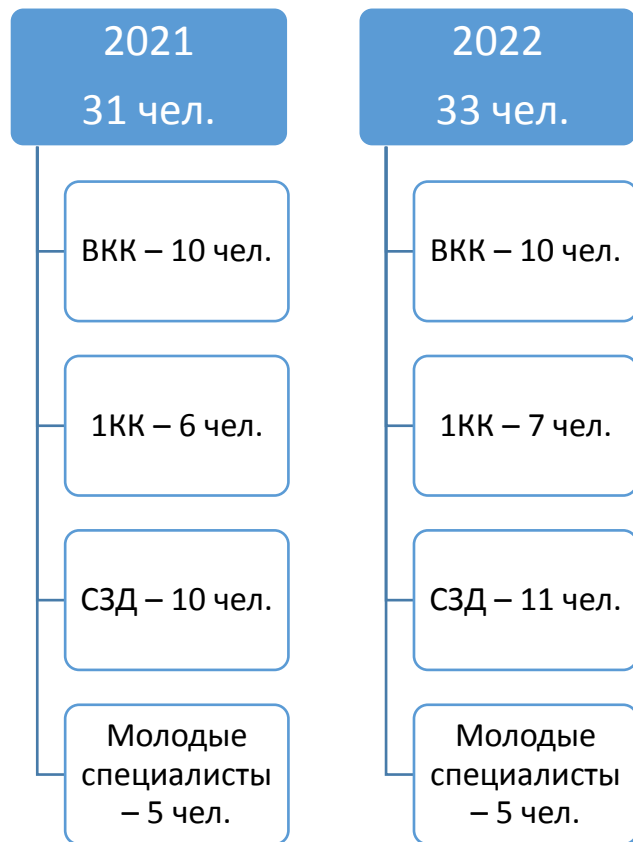 2021
31 чел.
ВКК – 10 чел.
1КК – 6 чел.
СЗД – 10 чел.
Молодые
специалисты
– 5 чел.
2022
33 чел.
ВКК – 10 чел.
1КК – 7 чел.
СЗД – 11 чел.
Молодые
специалисты
– 5 чел.